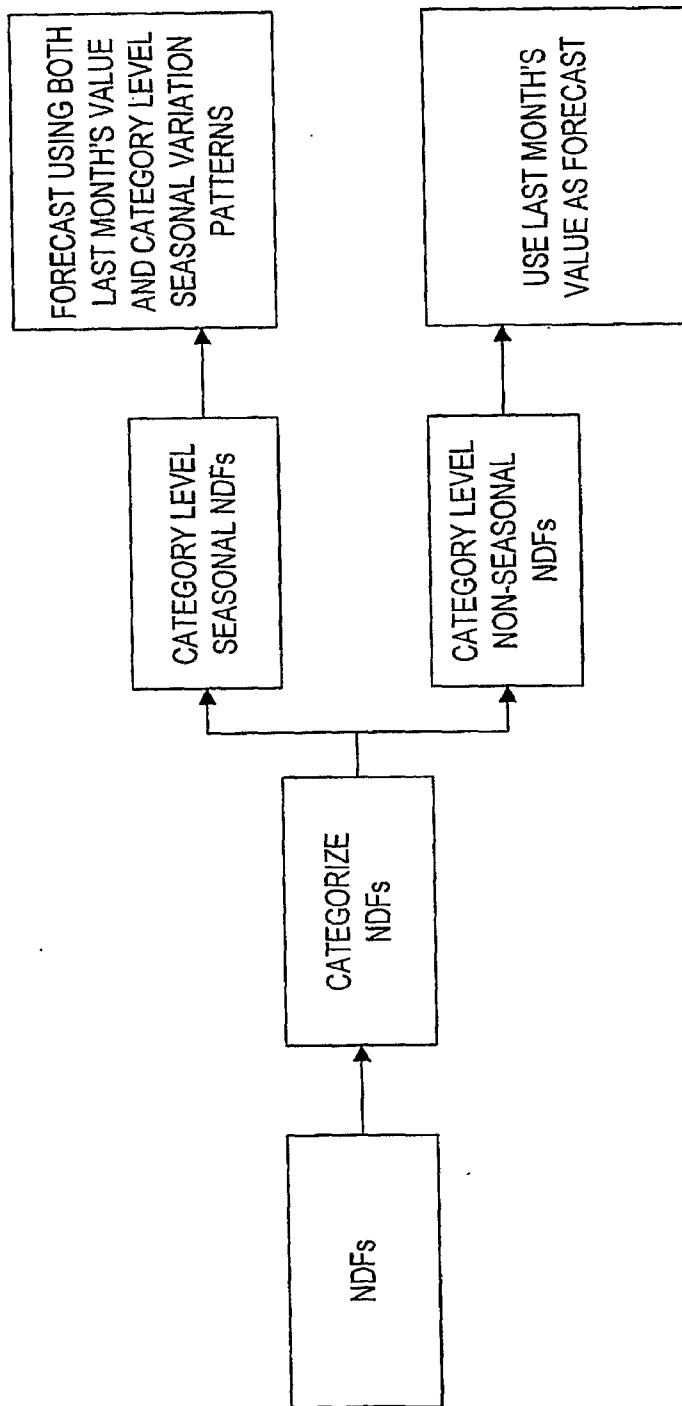 NDFs
CATEGORIZE
NDFs
CATEGORY LEVEL
SEASONAL NDFs
FORECAST USING BOTH
LAST MONTH'S VALUE
AND CATEGORY LEVEL
SEASONAL VARIATION
PATTERNS
CATEGORY LEVEL
NON-SEASONAL
NDFs
USE LAST MONTH'S
VALUE AS FORECAST